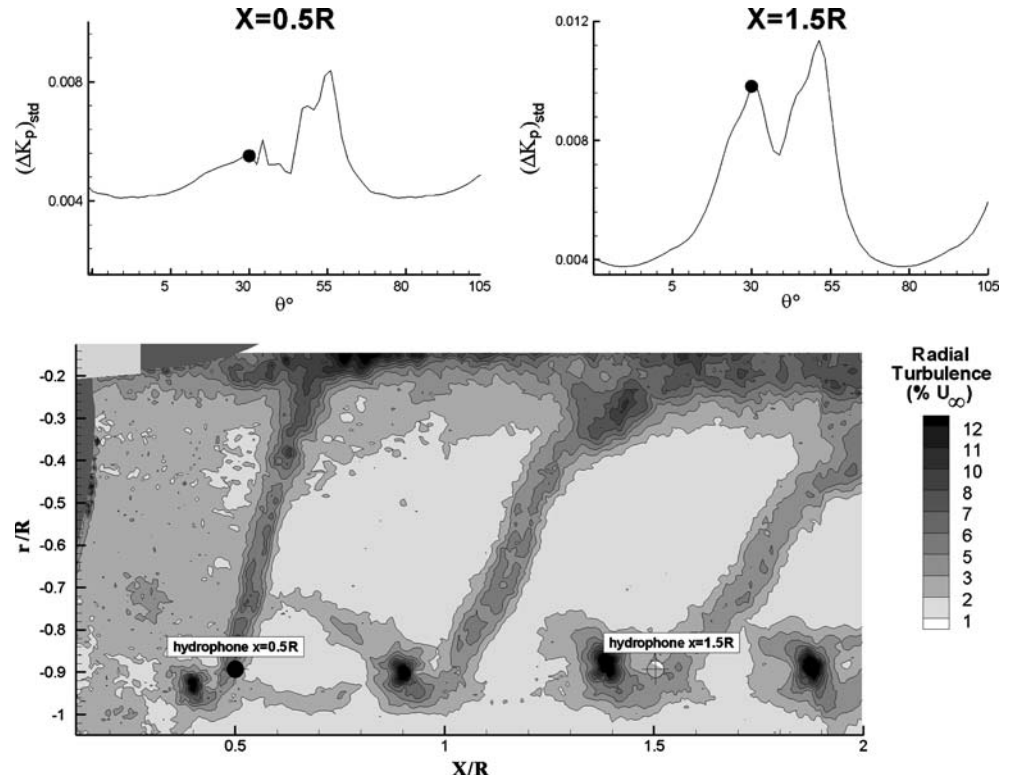 X=0.5R
X=1.5R
(ΔKp)std
0.008
0.004
5
30
55
80
105
θ°
(ΔKp)std
0.012
0.008
0.004
5
30
55
80
105
θ°
r/R
-0.2
-0.3
-0.4
-0.5
-0.6
-0.7
-0.8
-0.9
-1
hydrophone x=0.5R
hydrophone x=1.5R
0.5
1
1.5
2
X/R
Radial
Turbulence
(% U∞)
12
11
10
8
7
6
5
3
2
1